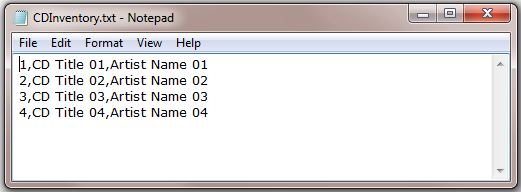 CDInventory.txt - Notepad
File Edit Format View Help
1,CD Title 01,Artist Name 01
2,CD Title 02,Artist Name 02
3,CD Title 03,Artist Name 03
4,CD Title 04,Artist Name 04